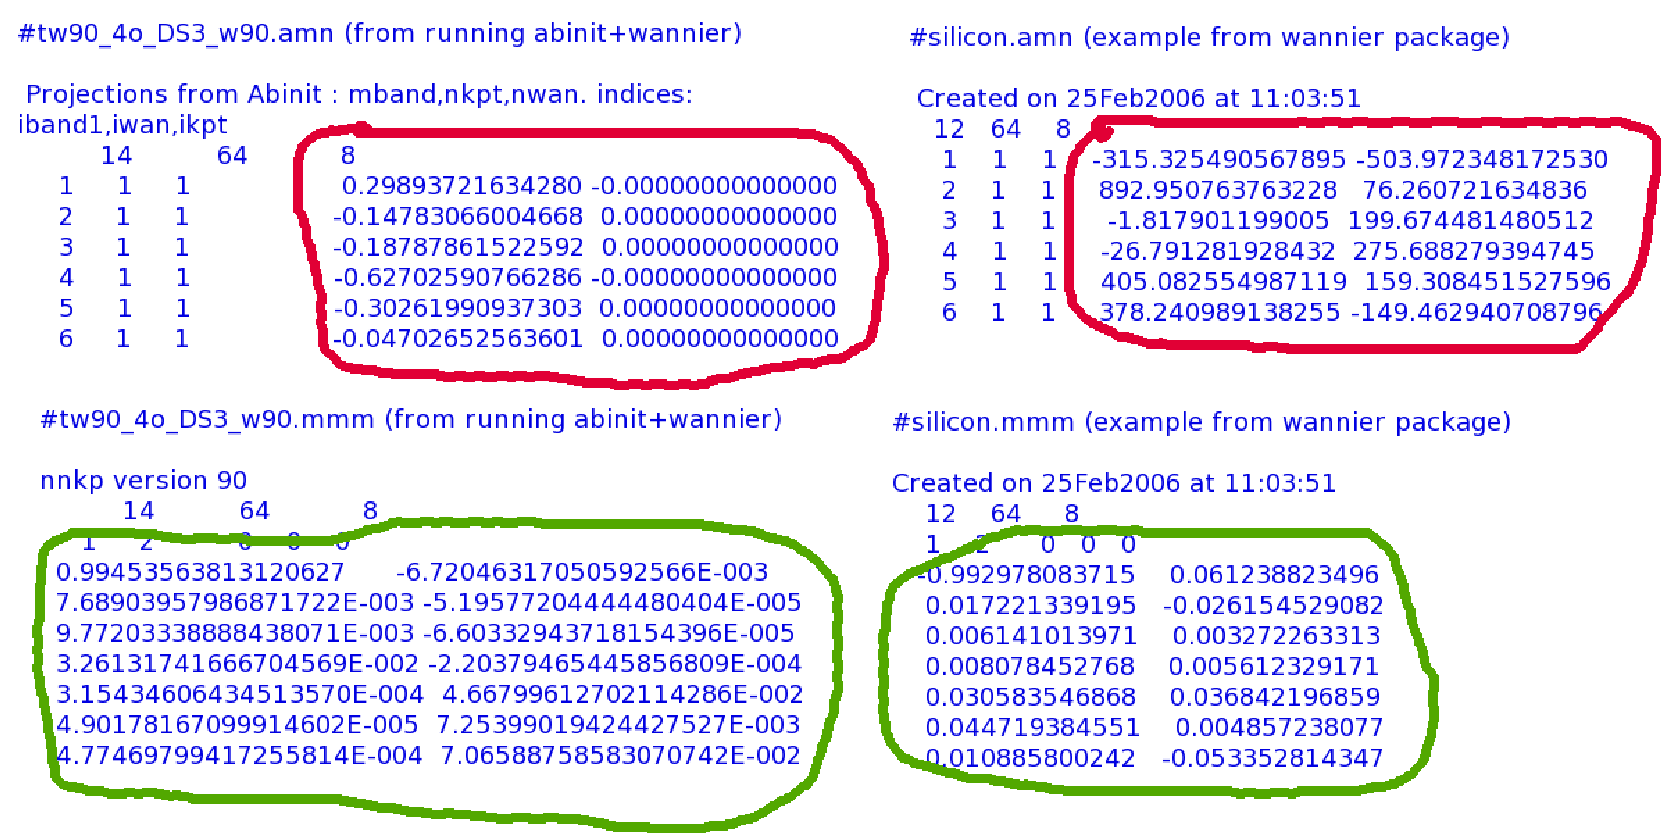 #tw90_4o_DS3_w90.amn (from running abinit+wannier)
Projections from Abinit : mband,nkpt,nwan. indices:
iband1,iwan,ikpt
14 64 8
1 1 1 0.29893721634280 -0.00000000000000
2 1 1 -0.14783066004668 0.00000000000000
3 1 1 -0.18787861522592 0.00000000000000
4 1 1 -0.62702590766286 -0.00000000000000
5 1 1 -0.30261990937303 0.00000000000000
6 1 1 -0.04702652563601 0.00000000000000
#silicon.amn (example from wannier package)
Created on 25Feb2006 at 11:03:51
12 64 8
1 1 1 -315.325490567895 -503.972348172530
2 1 1 892.950763763228 76.260721634836
3 1 1 -1.817901199005 199.674481480512
4 1 1 -26.791281928432 275.688279394745
5 1 1 405.082554987119 159.308451527596
6 1 1 378.240989138255 -149.462940708796
#tw90_4o_DS3_w90.mmm (from running abinit+wannier)
nnkp version 90
14 64 8
1 2 0 0 0
0.99453563813120627 -6.72046317050592566E-003
7.68903957986871722E-003 -5.19577204444480404E-005
9.77203338888438071E-003 -6.60332943718154396E-005
3.26131741666704569E-002 -2.20379465445856809E-004
3.15434606434513570E-004 4.66799612702114286E-002
4.90178167099914602E-005 7.25399019424427527E-003
4.77469799417255814E-004 7.06588758583070742E-002
#silicon.mmm (example from wannier package)
Created on 25Feb2006 at 11:03:51
12 64 8
1 2 0 0 0
-0.992978083715 0.061238823496
0.017221339195 -0.026154529082
0.006141013971 0.003272263313
0.008078452768 0.005612329171
0.030583546868 0.036842196859
0.044719384551 0.004857238077
0.010885800242 -0.053352814347